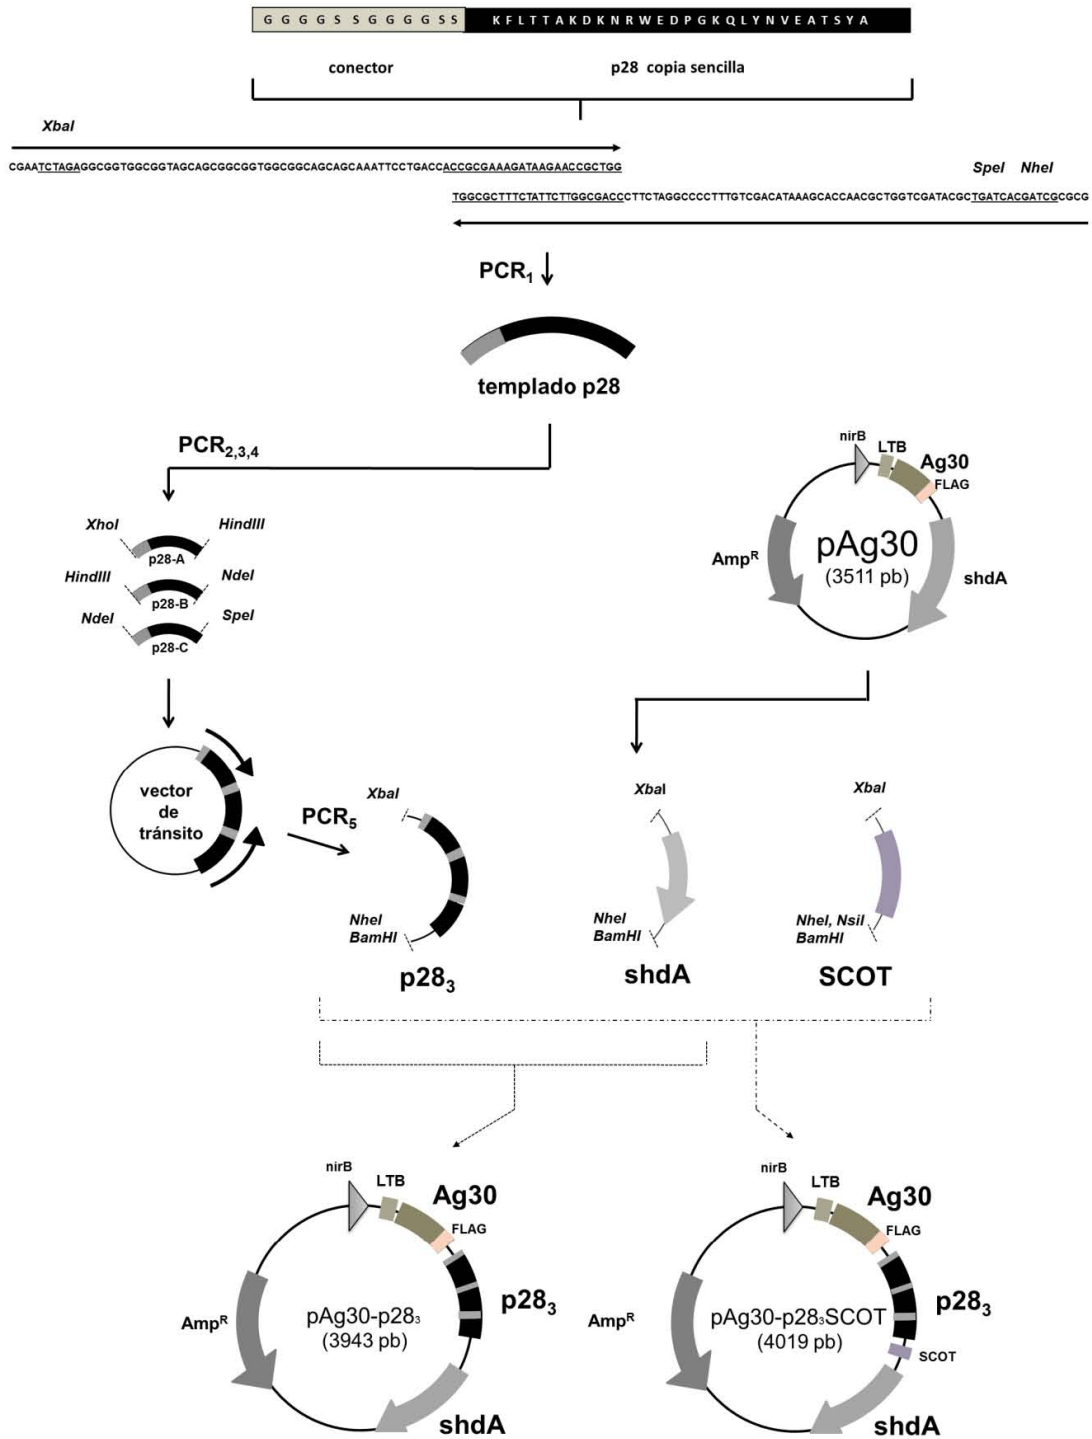 G G G G S S G G G G S S K F L T T A K D K N R W E D P G K Q L Y N V E A T S Y A
conector p28 copia sencilla
XbaI
CGAATCTAGAGGCGGTGGCGGTAGCAGCGGCGGTGGCGGCAGCAGCAAATTCCTGACCACCGCGAAAGATAAGAACCGCTGG
SpeI NheI
TGGCGCTTTCTATTCTTGGCGACCCTTCTAGGCCCCTTTGTCGACATAAAGCACCAACGCTGGTCGATACGCTGATCACGATCGCGCG
PCR1
templado p28
PCR2,3,4
nirB
LTB
Ag30
FLAG
XhoI HindIII
p28-A
HindIII NdeI
p28-B
NdeI SpeI
p28-C
AmpR
pAg30
(3511 pb)
shdA
vector
de
tránsito
PCR5
XbaI
XbaI
XbaI
NheI
BamHI
NheI
BamHI
NheI, NsiI
BamHI
p283
shdA
SCOT
nirB
LTB
Ag30
FLAG
p283
AmpR
pAg30-p283
(3943 pb)
shdA
nirB
LTB
Ag30
FLAG
p283
AmpR
pAg30-p283SCOT
(4019 pb)
SCOT
shdA